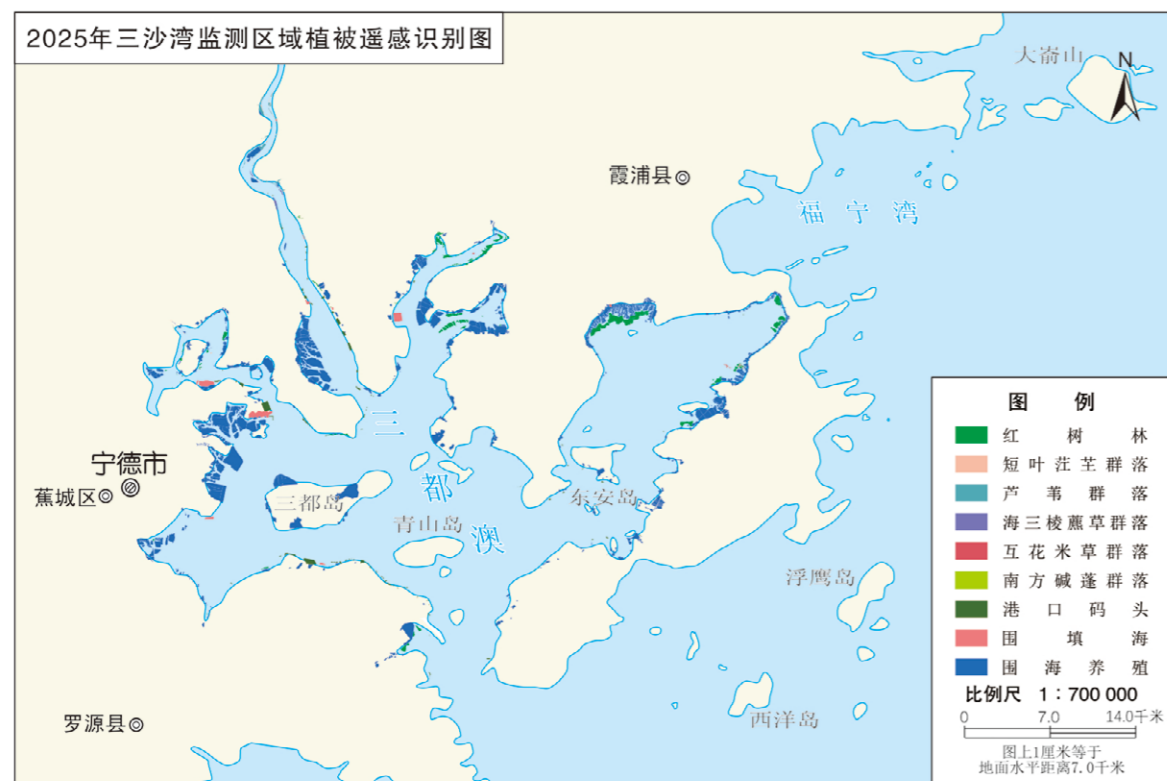 2025年三沙湾监测区域植被遥感识别图
大嵛山
N
霞浦县
福宁湾
三都澳
宁德市
蕉城区
三都岛
青山岛
东安岛
浮鹰岛
西洋岛
罗源县
图例
红树林
短叶茳芏群落
芦苇群落
海三棱藨草群落
互花米草群落
南方碱蓬群落
港口码头
围填海
围海养殖
比例尺 1：700 000
0 7.0 14.0千米
图上1厘米等于
地面水平距离7.0千米